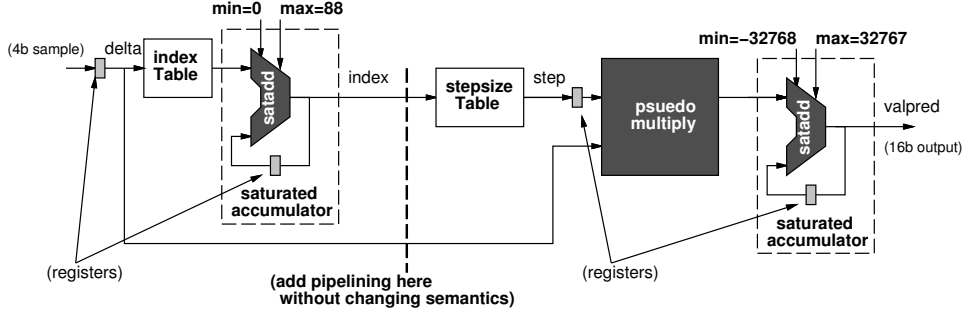 min=0 max=88
(4b sample)
delta
index
Table
satadd
index
saturated
accumulator
(registers)
(add pipelining here
without changing semantics)
stepsize
Table
step
psuedo
multiply
min=−32768 max=32767
satadd
valpred
(16b output)
saturated
accumulator
(registers)